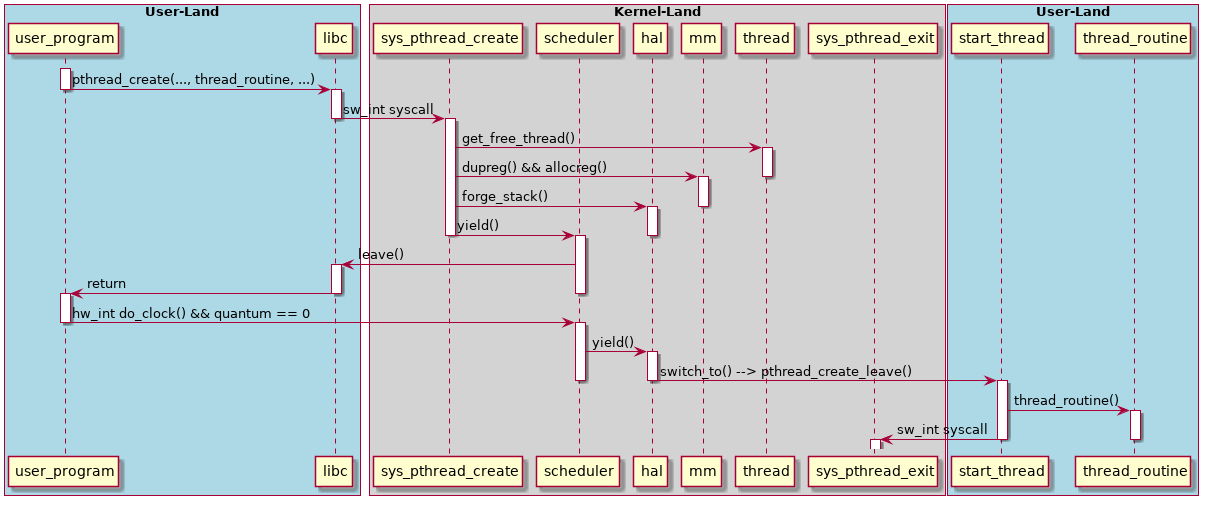 User-Land
Kernel-Land
User-Land
user_program
libc
sys_pthread_create
scheduler
hal
mm
thread
sys_pthread_exit
start_thread
thread_routine
pthread_create(..., thread_routine, ...)
sw_int syscall
get_free_thread()
dupreg() && allocreg()
forge_stack()
yield()
leave()
return
hw_int do_clock() && quantum == 0
yield()
switch_to() --> pthread_create_leave()
thread_routine()
sw_int syscall
user_program
libc
sys_pthread_create
scheduler
hal
mm
thread
sys_pthread_exit
start_thread
thread_routine